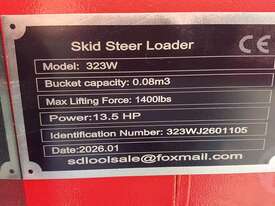 Skid Steer Loader CE
Model: 323W
Bucket capacity: 0.08m3
Max Lifting Force: 1400lbs
Power:13.5 HP
Identification Number: 323WJ2601105
Date:2026.01
sdloolsale@foxmail.com